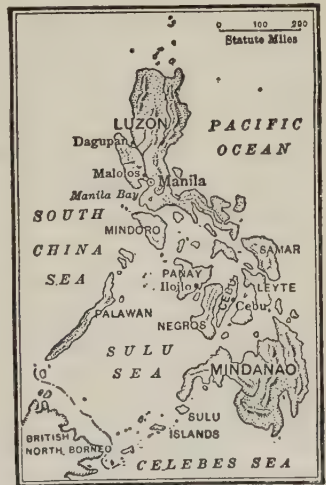 0 100 200
Statute Miles
LUZON
PACIFIC
OCEAN
Dagupan
Malolos
Manila
Manila Bay
SOUTH
CHINA
SEA
MINDORO
SAMAR
PANAY
Iloilo
LEYTE
CEBU
Cebu
PALAWAN
NEGROS
SULU
SEA
MINDANAO
SULU
ISLANDS
BRITISH
NORTH BORNEO
CELEBES SEA